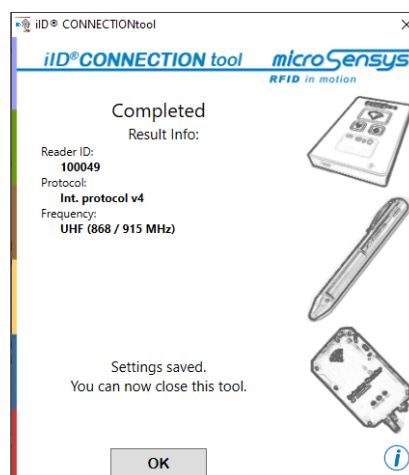 iID® CONNECTIONtool
iID®CONNECTION tool
microSensys
RFID in motion
Completed
Result Info:
Reader ID:
100049
Protocol:
Int. protocol v4
Frequency:
UHF (868 / 915 MHz)
Settings saved.
You can now close this tool.
OK
i